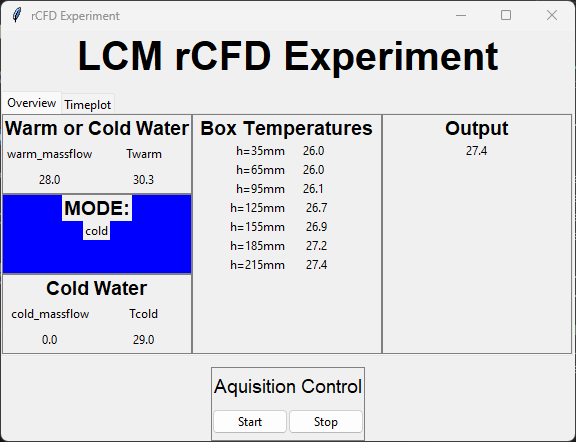 rCFD Experiment
LCM rCFD Experiment
Overview Timeplot
Warm or Cold Water
warm_massflow Twarm
28.0 30.3
MODE:
cold
Cold Water
cold_massflow Tcold
0.0 29.0
Box Temperatures
h=35mm 26.0
h=65mm 26.0
h=95mm 26.1
h=125mm 26.7
h=155mm 26.9
h=185mm 27.2
h=215mm 27.4
Output
27.4
Aquisition Control
Start Stop